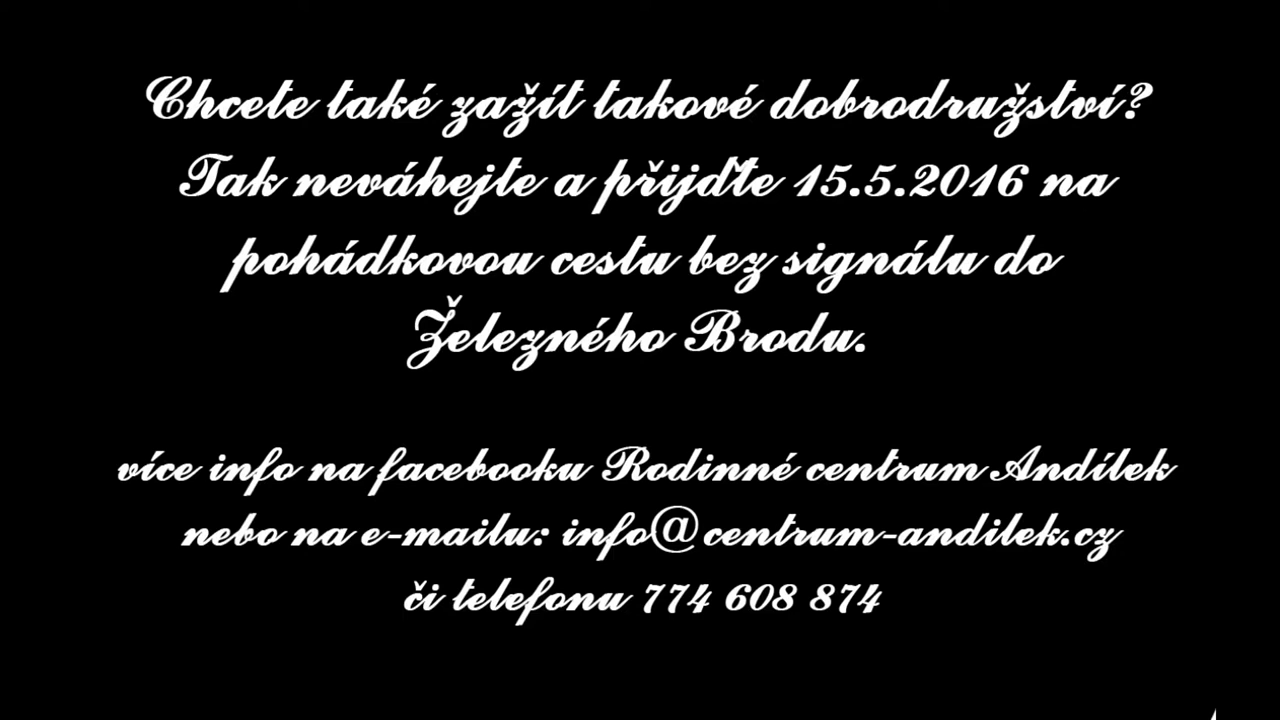 Chcete také zažít takové dobrodružství?
Tak neváhejte a přijďte 15.5.2016 na
pohádkovou cestu bez signálu do
Železného Brodu.
více info na facebooku Rodinné centrum Andílek
nebo na e-mailu: info@centrum-andilek.cz
či telefonu 774 608 874